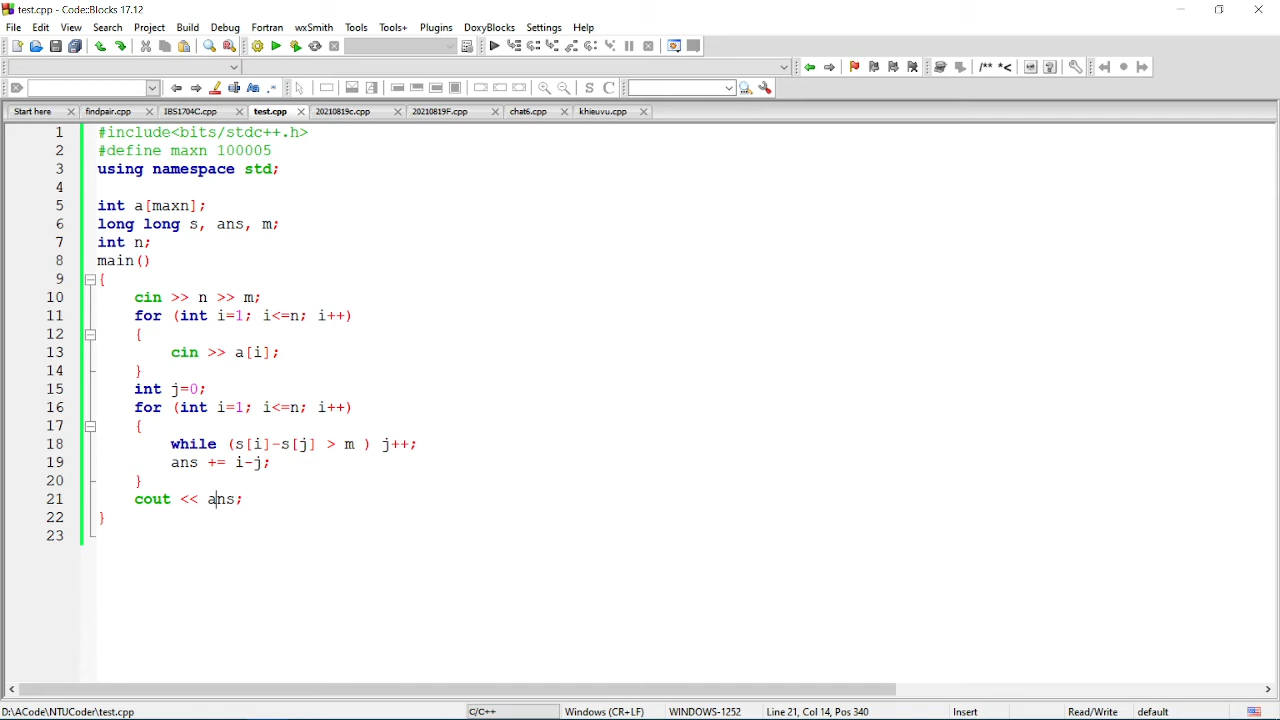 test.cpp - Code::Blocks 17.12
File Edit View Search Project Build Debug Fortran wxSmith Tools Tools+ Plugins DoxyBlocks Settings Help
/** *<
S C
Start here findpair.cpp IBS1704C.cpp test.cpp 20210819c.cpp 20210819F.cpp chat6.cpp khieuvu.cpp
1 #include<bits/stdc++.h>
2 #define maxn 100005
3 using namespace std;
4
5 int a[maxn];
6 long long s, ans, m;
7 int n;
8 main()
9 {
10 cin >> n >> m;
11 for (int i=1; i<=n; i++)
12 {
13 cin >> a[i];
14 }
15 int j=0;
16 for (int i=1; i<=n; i++)
17 {
18 while (s[i]-s[j] > m ) j++;
19 ans += i-j;
20 }
21 cout << ans;
22 }
23
D:\ACode\NTUCoder\test.cpp C/C++ Windows (CR+LF) WINDOWS-1252 Line 21, Col 14, Pos 340 Insert Read/Write default